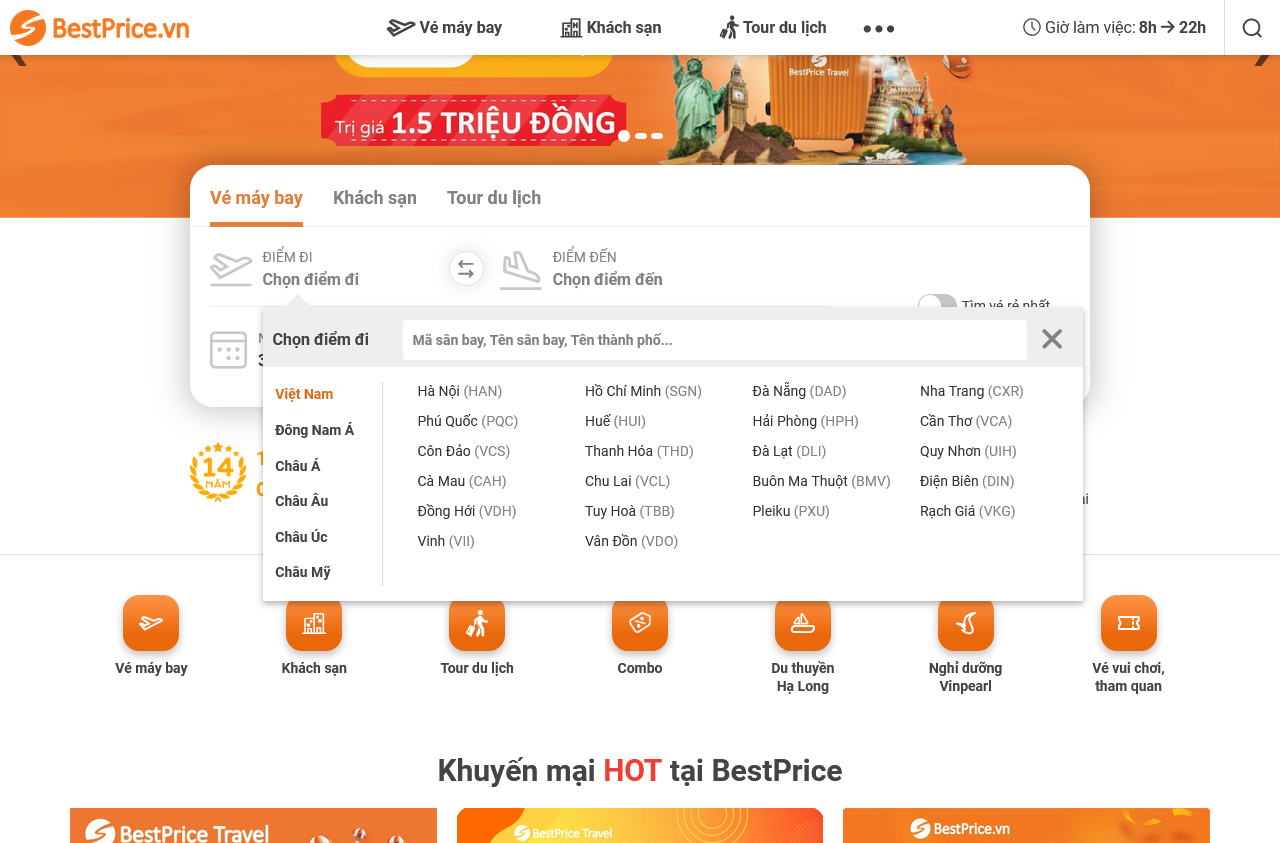 BestPrice.vn
Vé máy bay
Khách sạn
Tour du lịch
Giờ làm việc: 8h → 22h
BestPrice Travel
Trị giá 1.5 TRIỆU ĐỒNG
Vé máy bay
Khách sạn
Tour du lịch
ĐIỂM ĐI
Chọn điểm đi
ĐIỂM ĐẾN
Chọn điểm đến
Tìm vé rẻ nhất
Chọn điểm đi
Mã sân bay, Tên sân bay, Tên thành phố...
Việt Nam
Đông Nam Á
Châu Á
Châu Âu
Châu Úc
Châu Mỹ
Hà Nội (HAN)
Hồ Chí Minh (SGN)
Đà Nẵng (DAD)
Nha Trang (CXR)
Phú Quốc (PQC)
Huế (HUI)
Hải Phòng (HPH)
Cần Thơ (VCA)
Côn Đảo (VCS)
Thanh Hóa (THD)
Đà Lạt (DLI)
Quy Nhơn (UIH)
Cà Mau (CAH)
Chu Lai (VCL)
Buôn Ma Thuột (BMV)
Điện Biên (DIN)
Đồng Hới (VDH)
Tuy Hoà (TBB)
Pleiku (PXU)
Rạch Giá (VKG)
Vinh (VII)
Vân Đồn (VDO)
14
NĂM
Vé máy bay
Khách sạn
Tour du lịch
Combo
Du thuyền
Hạ Long
Nghỉ dưỡng
Vinpearl
Vé vui chơi,
tham quan
Khuyến mại HOT tại BestPrice
BestPrice Travel
BestPrice Travel
BestPrice.vn